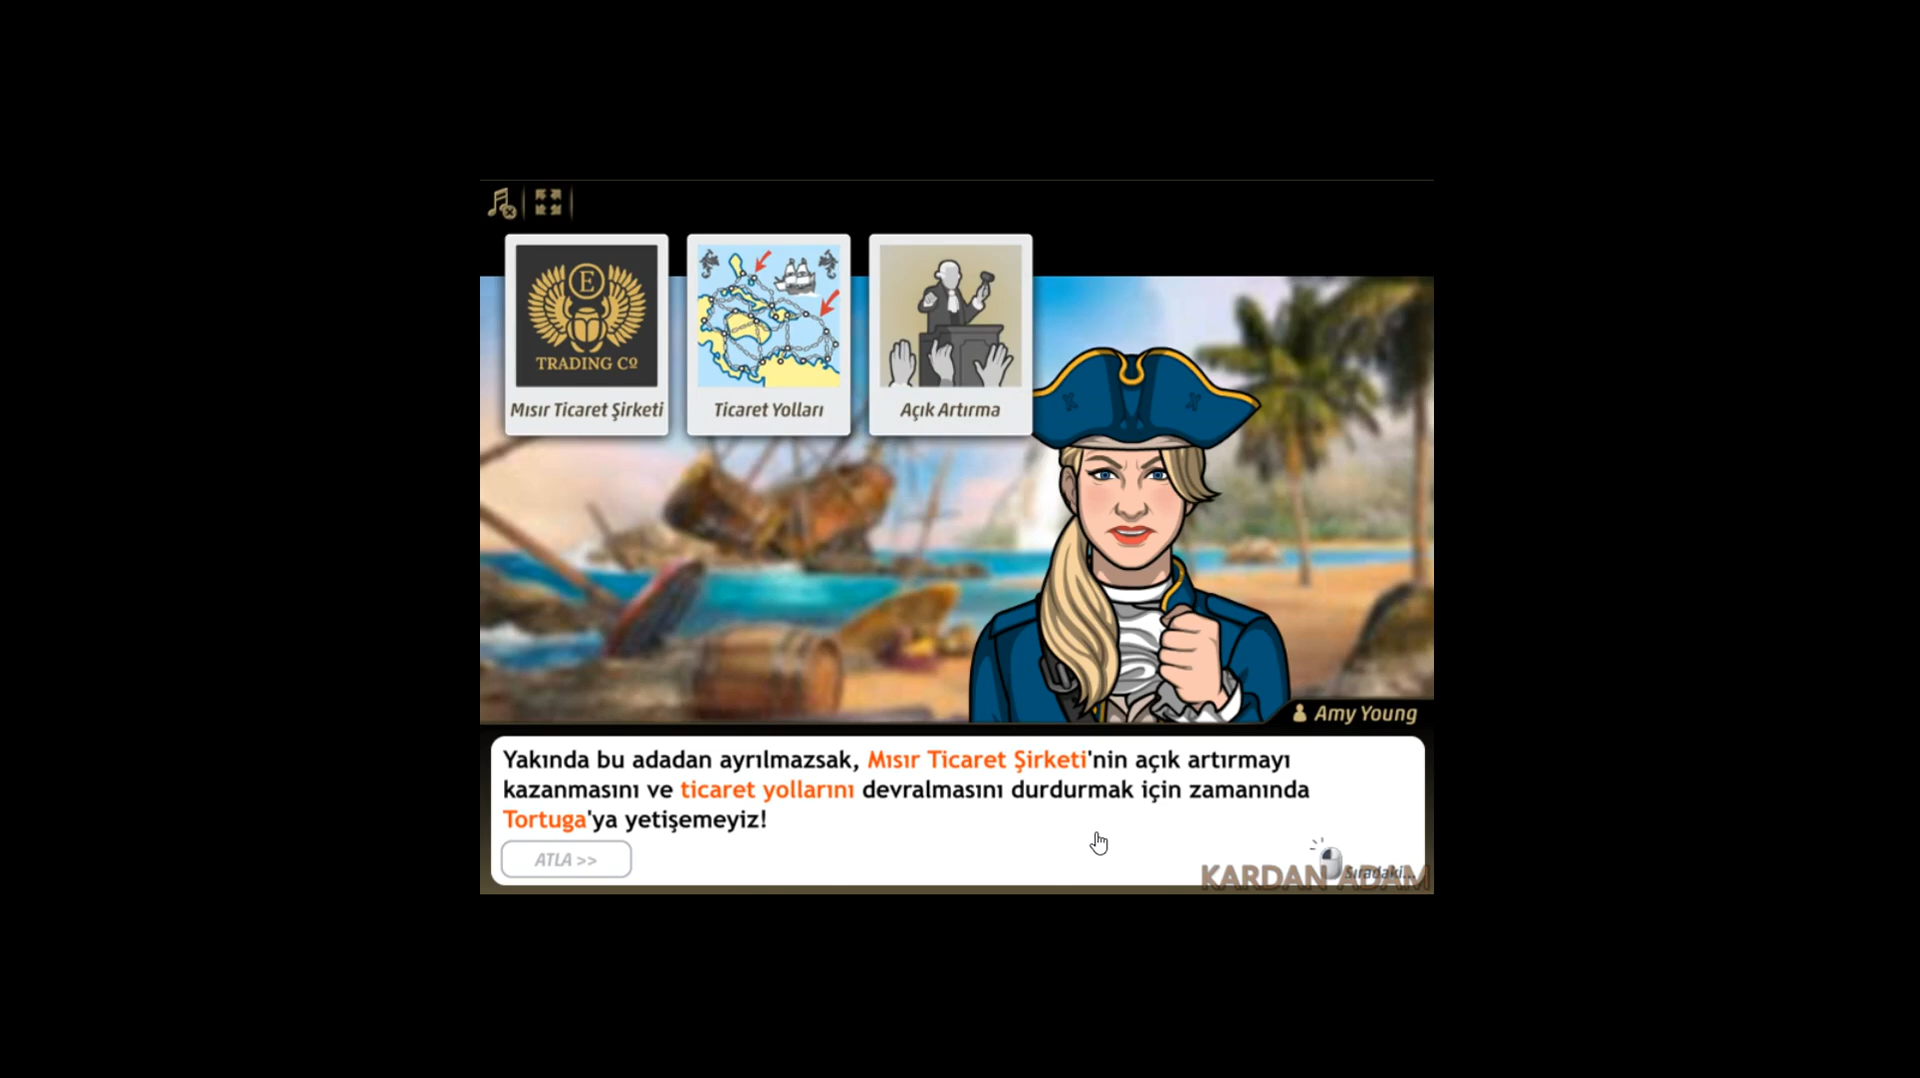 E
TRADING Cº
Mısır Ticaret Şirketi
Ticaret Yolları
Açık Artırma
Amy Young
Yakında bu adadan ayrılmazsak, Mısır Ticaret Şirketi'nin açık artırmayı
kazanmasını ve ticaret yollarını devralmasını durdurmak için zamanında
Tortuga'ya yetişemeyiz!
ATLA >>
Sıradaki...
KARDAN ADAM